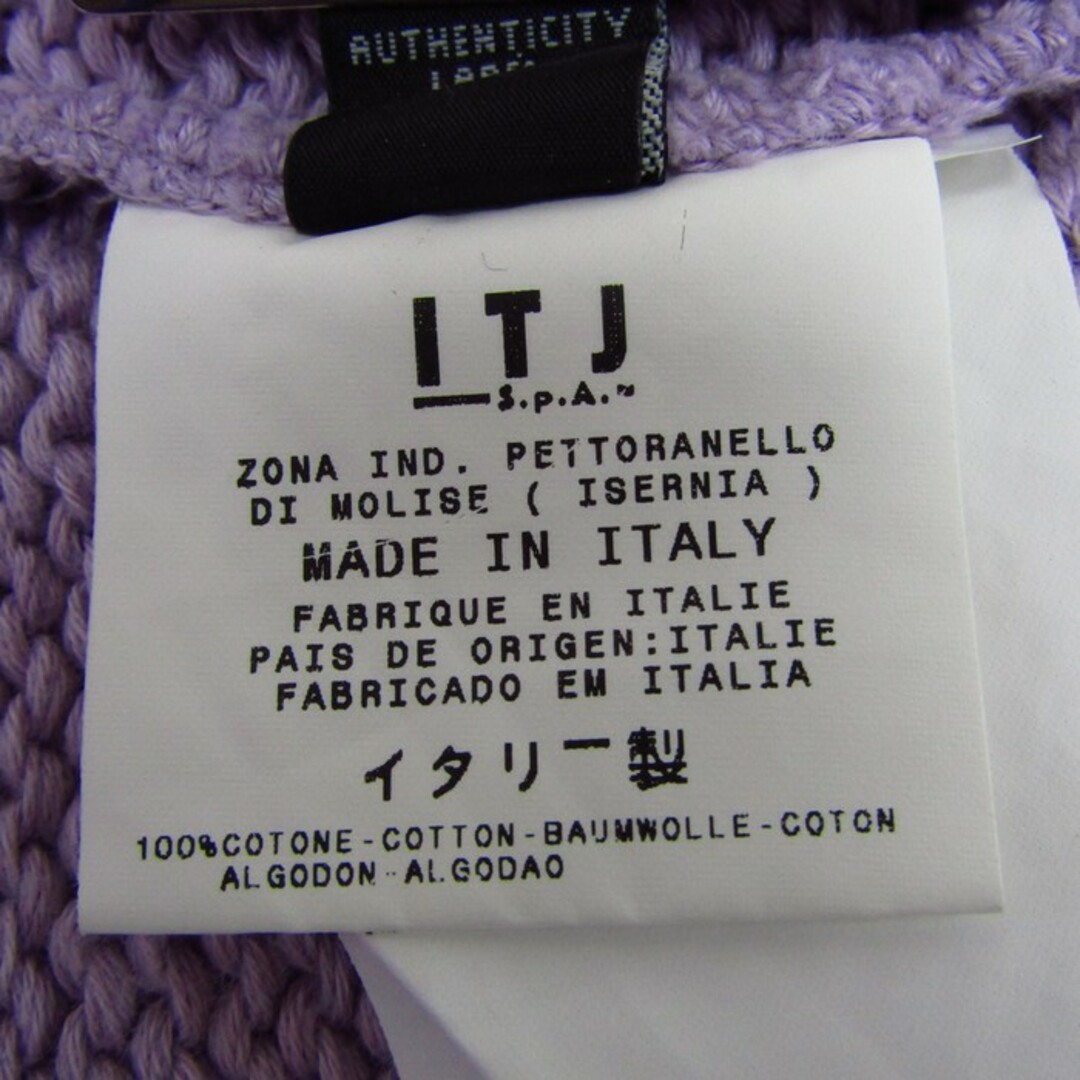 AUTHENTICITY
ITJ
S.p.A.
ZONA IND. PETTORANELLO
DI MOLISE ( ISERNIA )
MADE IN ITALY
FABRIQUE EN ITALIE
PAIS DE ORIGEN:ITALIE
FABRICADO EM ITALIA
イタリー製
100%COTONE-COTTON-BAUMWOLLE-COTON
ALGODON-ALGODAO